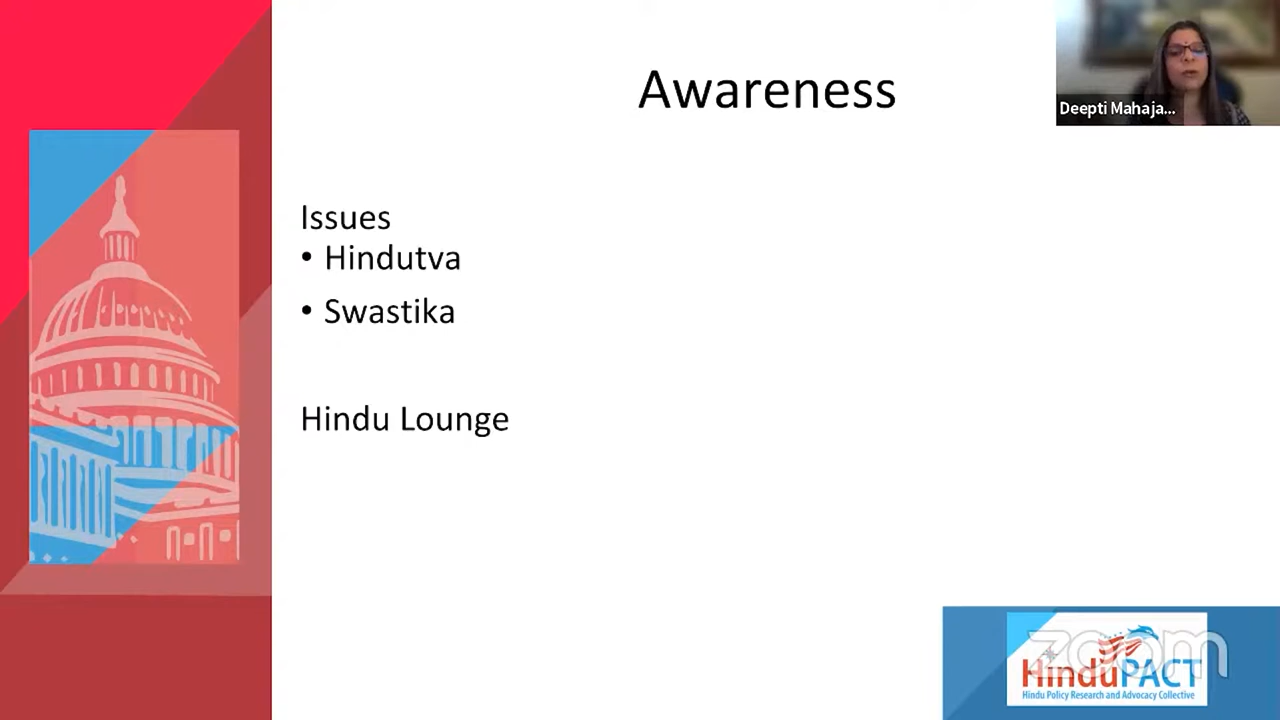 Awareness
Deepti Mahaja...
Issues
• Hindutva
• Swastika
Hindu Lounge
zoom
HinduPACT
Hindu Policy Research and Advocacy Collective